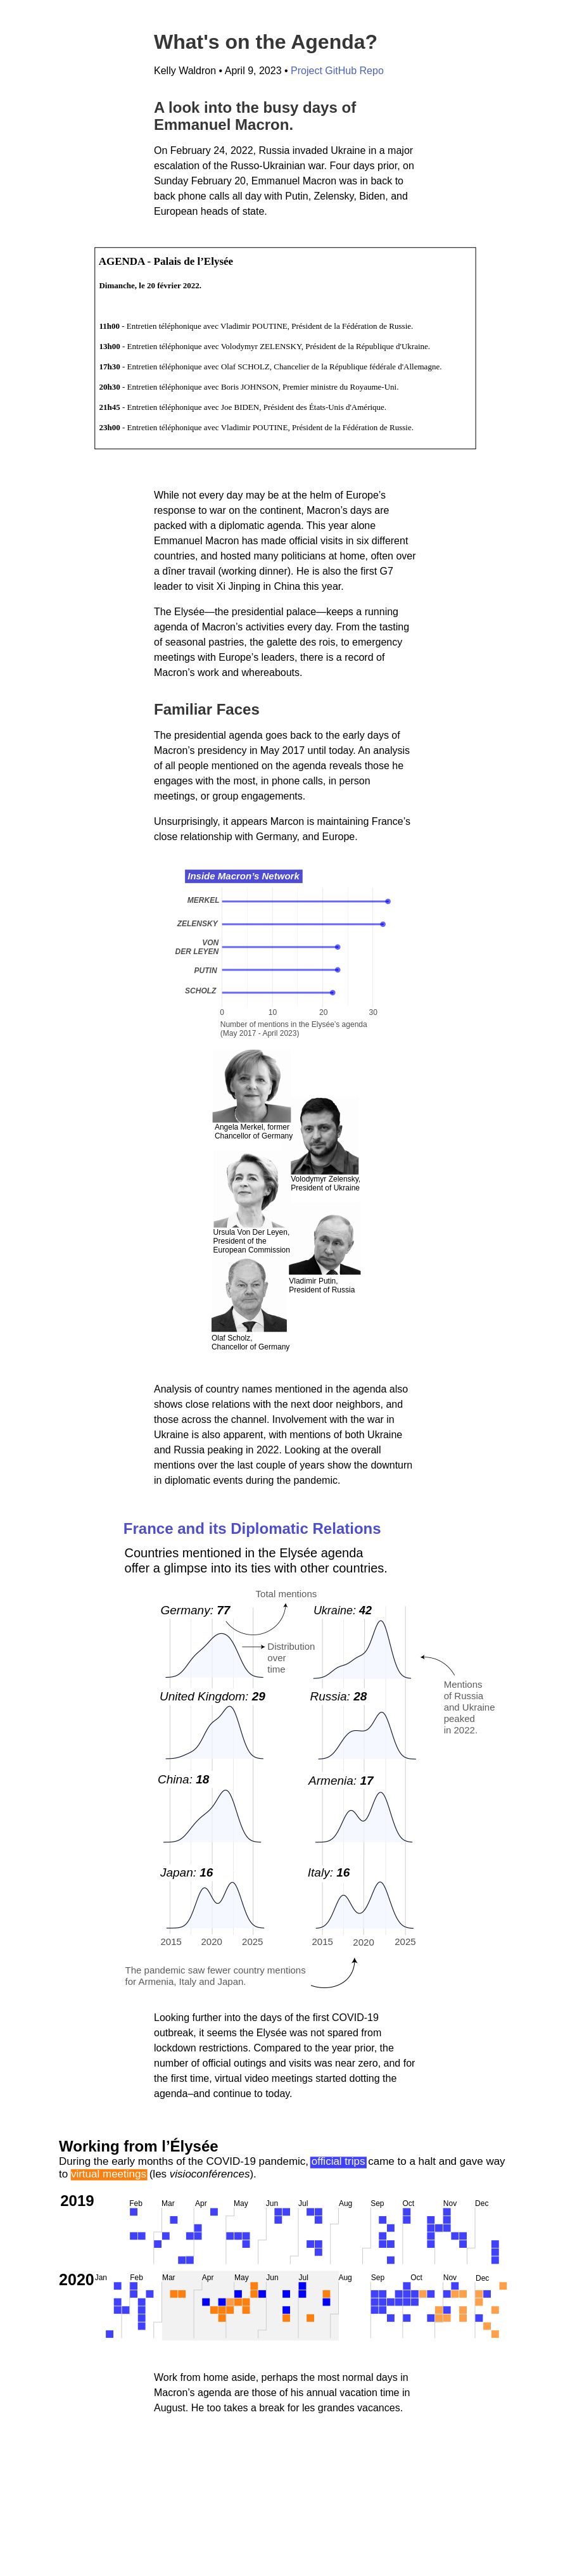 What's on the Agenda?
Kelly Waldron • April 9, 2023 • Project GitHub Repo
A look into the busy days of
Emmanuel Macron.
On February 24, 2022, Russia invaded Ukraine in a major
escalation of the Russo-Ukrainian war. Four days prior, on
Sunday February 20, Emmanuel Macron was in back to
back phone calls all day with Putin, Zelensky, Biden, and
European heads of state.
AGENDA - Palais de l’Elysée
Dimanche, le 20 février 2022.
11h00 - Entretien téléphonique avec Vladimir POUTINE, Président de la Fédération de Russie.
13h00 - Entretien téléphonique avec Volodymyr ZELENSKY, Président de la République d'Ukraine.
17h30 - Entretien téléphonique avec Olaf SCHOLZ, Chancelier de la République fédérale d'Allemagne.
20h30 - Entretien téléphonique avec Boris JOHNSON, Premier ministre du Royaume-Uni.
21h45 - Entretien téléphonique avec Joe BIDEN, Président des États-Unis d'Amérique.
23h00 - Entretien téléphonique avec Vladimir POUTINE, Président de la Fédération de Russie.
While not every day may be at the helm of Europe’s
response to war on the continent, Macron’s days are
packed with a diplomatic agenda. This year alone
Emmanuel Macron has made official visits in six different
countries, and hosted many politicians at home, often over
a dîner travail (working dinner). He is also the first G7
leader to visit Xi Jinping in China this year.
The Elysée—the presidential palace—keeps a running
agenda of Macron’s activities every day. From the tasting
of seasonal pastries, the galette des rois, to emergency
meetings with Europe’s leaders, there is a record of
Macron's work and whereabouts.
Familiar Faces
The presidential agenda goes back to the early days of
Macron’s presidency in May 2017 until today. An analysis
of all people mentioned on the agenda reveals those he
engages with the most, in phone calls, in person
meetings, or group engagements.
Unsurprisingly, it appears Marcon is maintaining France’s
close relationship with Germany, and Europe.
Inside Macron’s Network
MERKEL
ZELENSKY
VON
DER LEYEN
PUTIN
SCHOLZ
0 10 20 30
Number of mentions in the Elysée’s agenda
(May 2017 - April 2023)
Angela Merkel, former
Chancellor of Germany
Volodymyr Zelensky,
President of Ukraine
Ursula Von Der Leyen,
President of the
European Commission
Vladimir Putin,
President of Russia
Olaf Scholz,
Chancellor of Germany
Analysis of country names mentioned in the agenda also
shows close relations with the next door neighbors, and
those across the channel. Involvement with the war in
Ukraine is also apparent, with mentions of both Ukraine
and Russia peaking in 2022. Looking at the overall
mentions over the last couple of years show the downturn
in diplomatic events during the pandemic.
France and its Diplomatic Relations
Countries mentioned in the Elysée agenda
offer a glimpse into its ties with other countries.
Total mentions
Germany: 77
Ukraine: 42
Distribution
over
time
Mentions
of Russia
and Ukraine
peaked
in 2022.
United Kingdom: 29
Russia: 28
China: 18
Armenia: 17
Japan: 16
Italy: 16
2015 2020 2025
2015 2020 2025
The pandemic saw fewer country mentions
for Armenia, Italy and Japan.
Looking further into the days of the first COVID-19
outbreak, it seems the Elysée was not spared from
lockdown restrictions. Compared to the year prior, the
number of official outings and visits was near zero, and for
the first time, virtual video meetings started dotting the
agenda–and continue to today.
Working from l’Élysée
During the early months of the COVID-19 pandemic, official trips came to a halt and gave way
to virtual meetings (les visioconférences).
2019
Feb Mar Apr May Jun Jul Aug Sep Oct Nov Dec
2020
Jan Feb Mar Apr May Jun Jul Aug Sep Oct Nov Dec
Work from home aside, perhaps the most normal days in
Macron’s agenda are those of his annual vacation time in
August. He too takes a break for les grandes vacances.